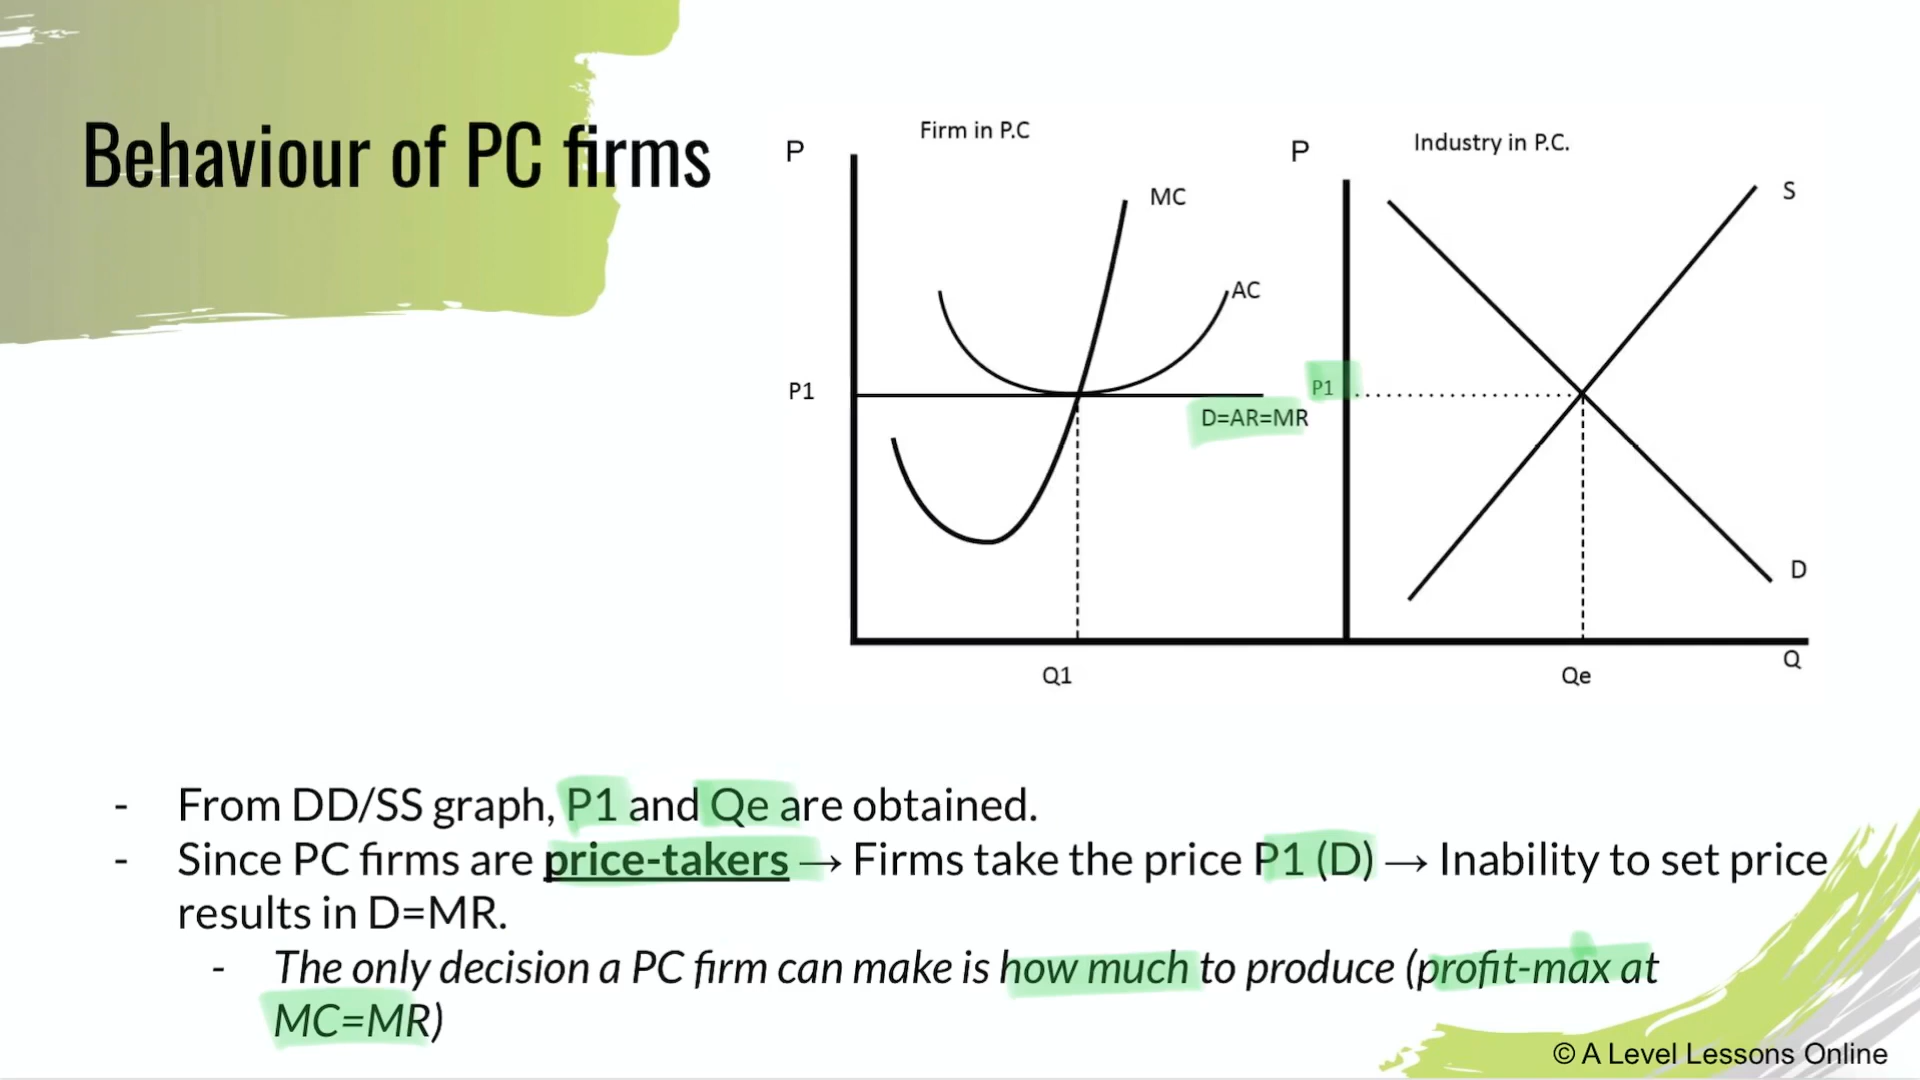 Behaviour of PC firms
P
Firm in P.C
MC
AC
P1
D=AR=MR
Q1
P
Industry in P.C.
S
P1
D
Q
Qe
- From DD/SS graph, P1 and Qe are obtained.
- Since PC firms are price-takers → Firms take the price P1 (D) → Inability to set price
results in D=MR.
- The only decision a PC firm can make is how much to produce (profit-max at
MC=MR)
© A Level Lessons Online